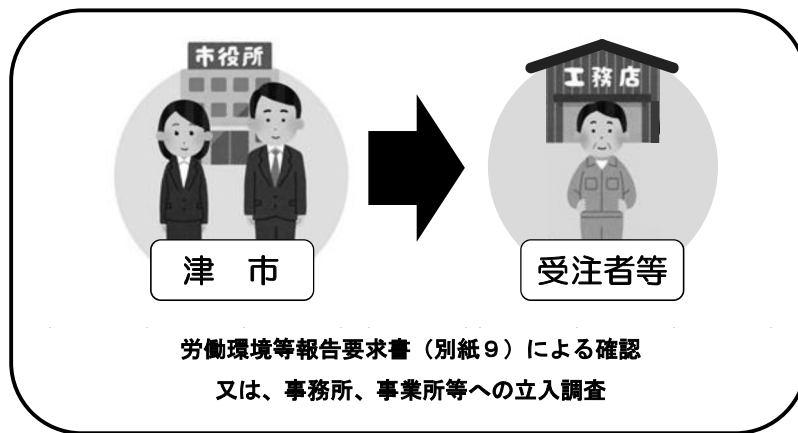 市役所
工務店
津　市
受注者等
労働環境等報告要求書（別紙９）による確認
又は、事務所、事業所等への立入調査